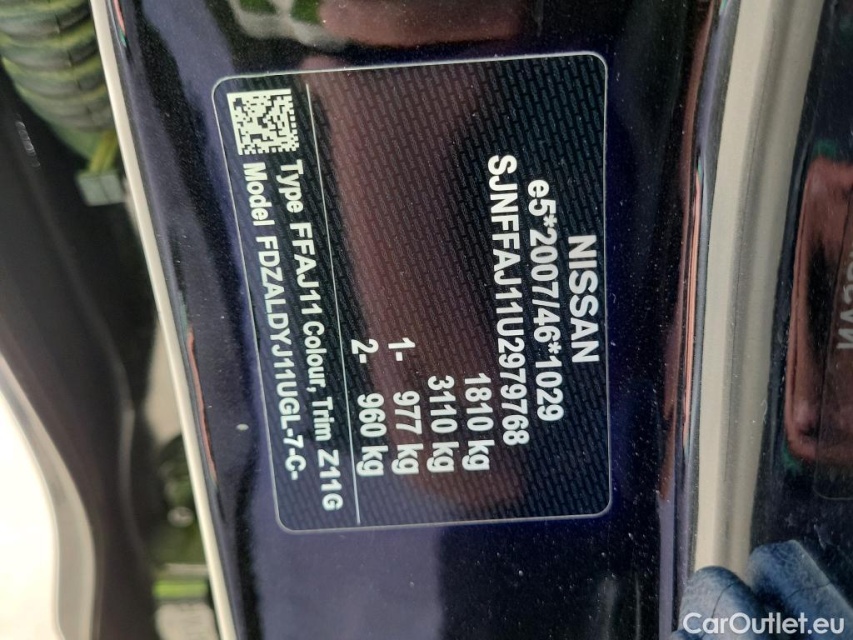 NISSAN
e5*2007/46*1029
SJNFFAJ11U2979768
1810 kg
3110 kg
1- 977 kg
2- 960 kg
Type FFAJ11 Colour, Trim Z11G
Model FDZALDYJ11UGL-7-C-
CarOutlet.eu